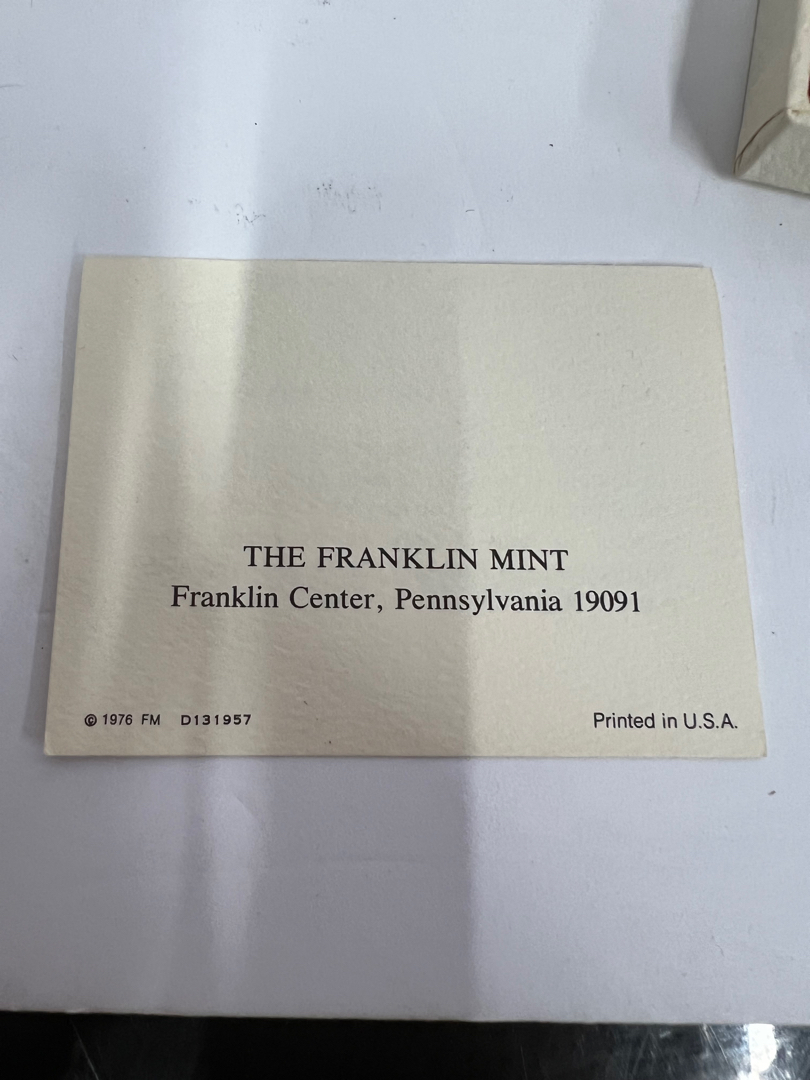 THE FRANKLIN MINT
Franklin Center, Pennsylvania 19091
© 1976 FM D131957 Printed in U.S.A.